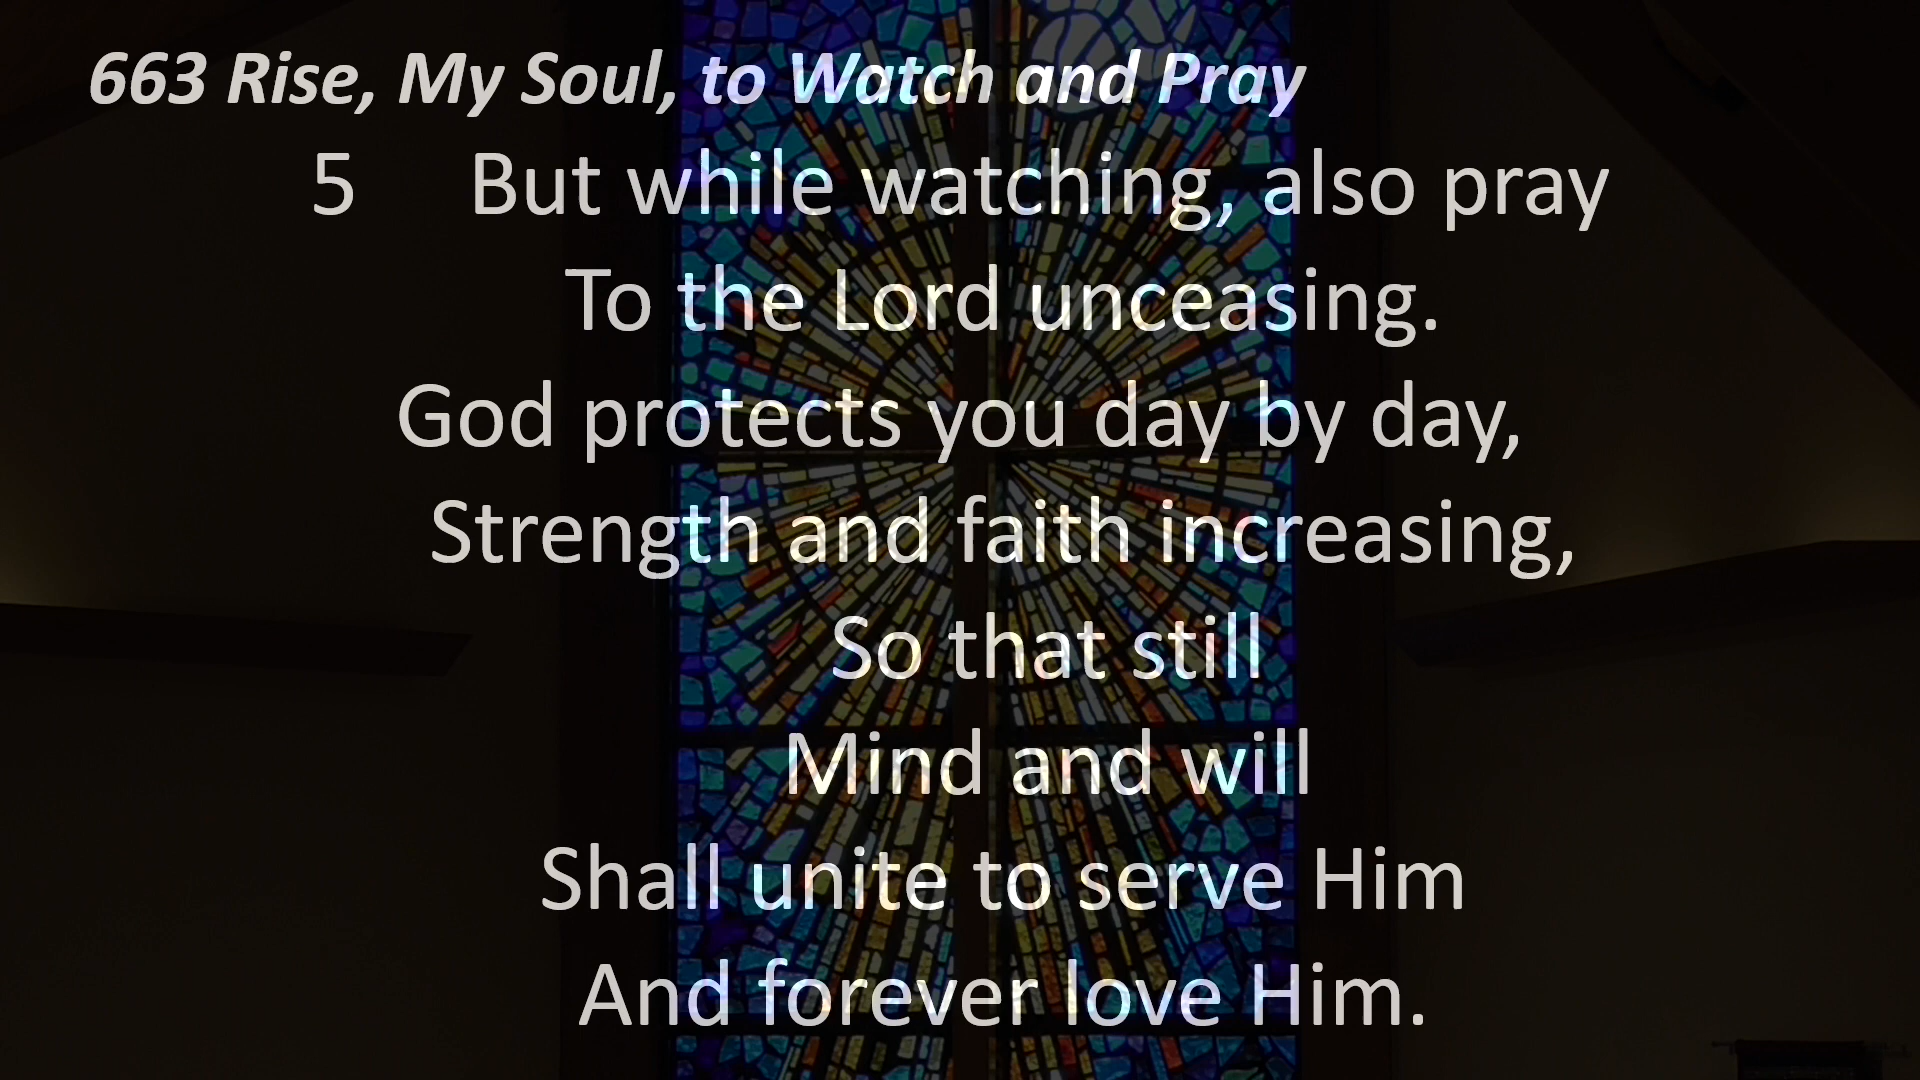 663 Rise, My Soul, to Watch and Pray
5 But while watching, also pray
To the Lord unceasing.
God protects you day by day,
Strength and faith increasing,
So that still
Mind and will
Shall unite to serve Him
And forever love Him.